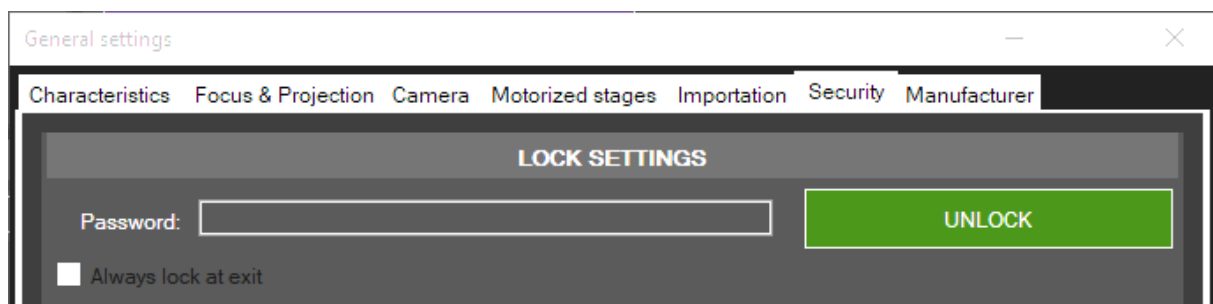 General settings
Characteristics Focus & Projection Camera Motorized stages Importation Security Manufacturer
LOCK SETTINGS
Password: UNLOCK
Always lock at exit